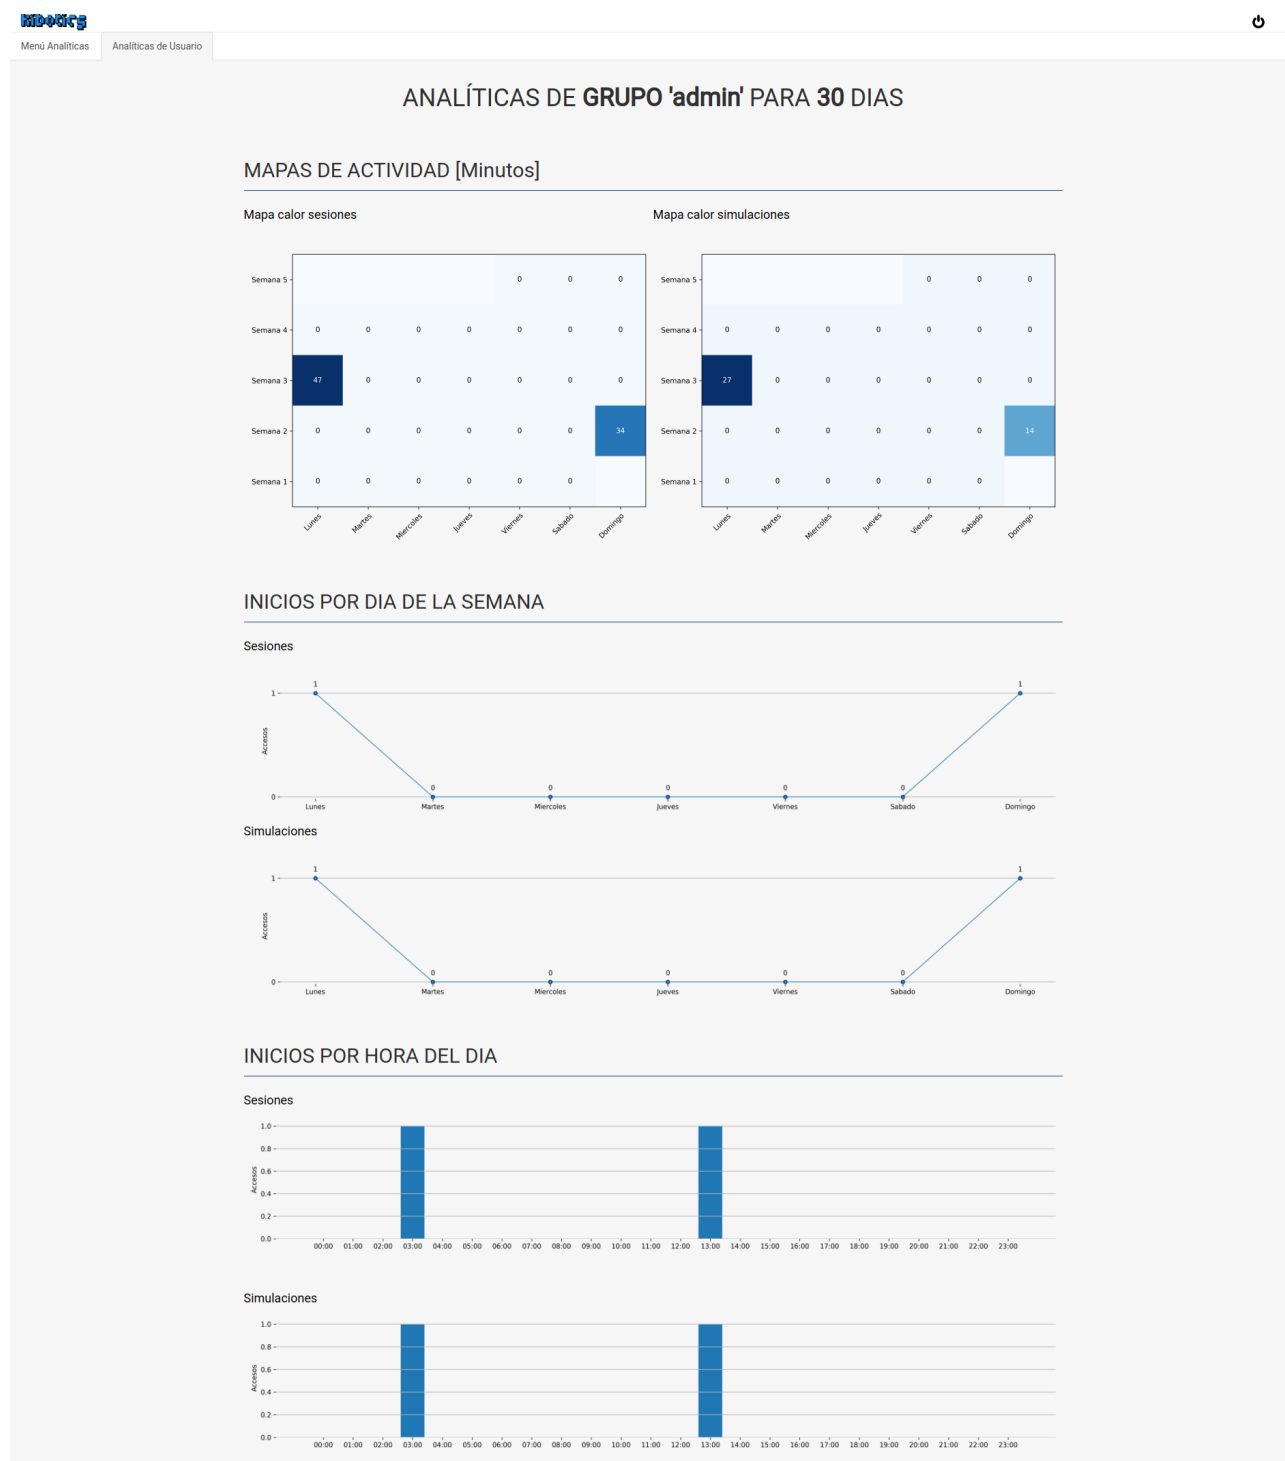 kibotics
Menú Analíticas Analíticas de Usuario
ANALÍTICAS DE GRUPO 'admin' PARA 30 DIAS
MAPAS DE ACTIVIDAD [Minutos]
Mapa calor sesiones Mapa calor simulaciones
Semana 5 0 0 0 Semana 5 0 0 0
Semana 4 0 0 0 0 0 0 0 Semana 4 0 0 0 0 0 0 0
Semana 3 47 0 0 0 0 0 0 Semana 3 27 0 0 0 0 0 0
Semana 2 0 0 0 0 0 0 34 Semana 2 0 0 0 0 0 0 14
Semana 1 0 0 0 0 0 0 Semana 1 0 0 0 0 0 0
Lunes Martes Miercoles Jueves Viernes Sabado Domingo Lunes Martes Miercoles Jueves Viernes Sabado Domingo
INICIOS POR DIA DE LA SEMANA
Sesiones
1 1
1
Accesos
0 0 0 0 0
0
Lunes Martes Miercoles Jueves Viernes Sabado Domingo
Simulaciones
1 1
1
Accesos
0 0 0 0 0
0
Lunes Martes Miercoles Jueves Viernes Sabado Domingo
INICIOS POR HORA DEL DIA
Sesiones
1.0
0.8
0.6
Accesos
0.4
0.2
0.0
00:00 01:00 02:00 03:00 04:00 05:00 06:00 07:00 08:00 09:00 10:00 11:00 12:00 13:00 14:00 15:00 16:00 17:00 18:00 19:00 20:00 21:00 22:00 23:00
Simulaciones
1.0
0.8
0.6
Accesos
0.4
0.2
0.0
00:00 01:00 02:00 03:00 04:00 05:00 06:00 07:00 08:00 09:00 10:00 11:00 12:00 13:00 14:00 15:00 16:00 17:00 18:00 19:00 20:00 21:00 22:00 23:00